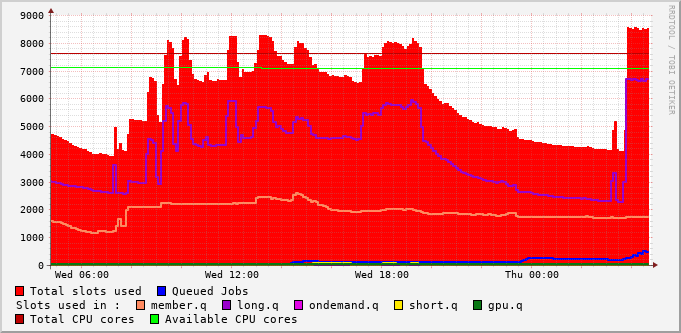 9000
8000
7000
6000
5000
4000
3000
2000
1000
0
Wed 06:00 Wed 12:00 Wed 18:00 Thu 00:00
RRDTOOL / TOBI OETIKER
Total slots used Queued Jobs
Slots used in : member.q long.q ondemand.q short.q gpu.q
Total CPU cores Available CPU cores